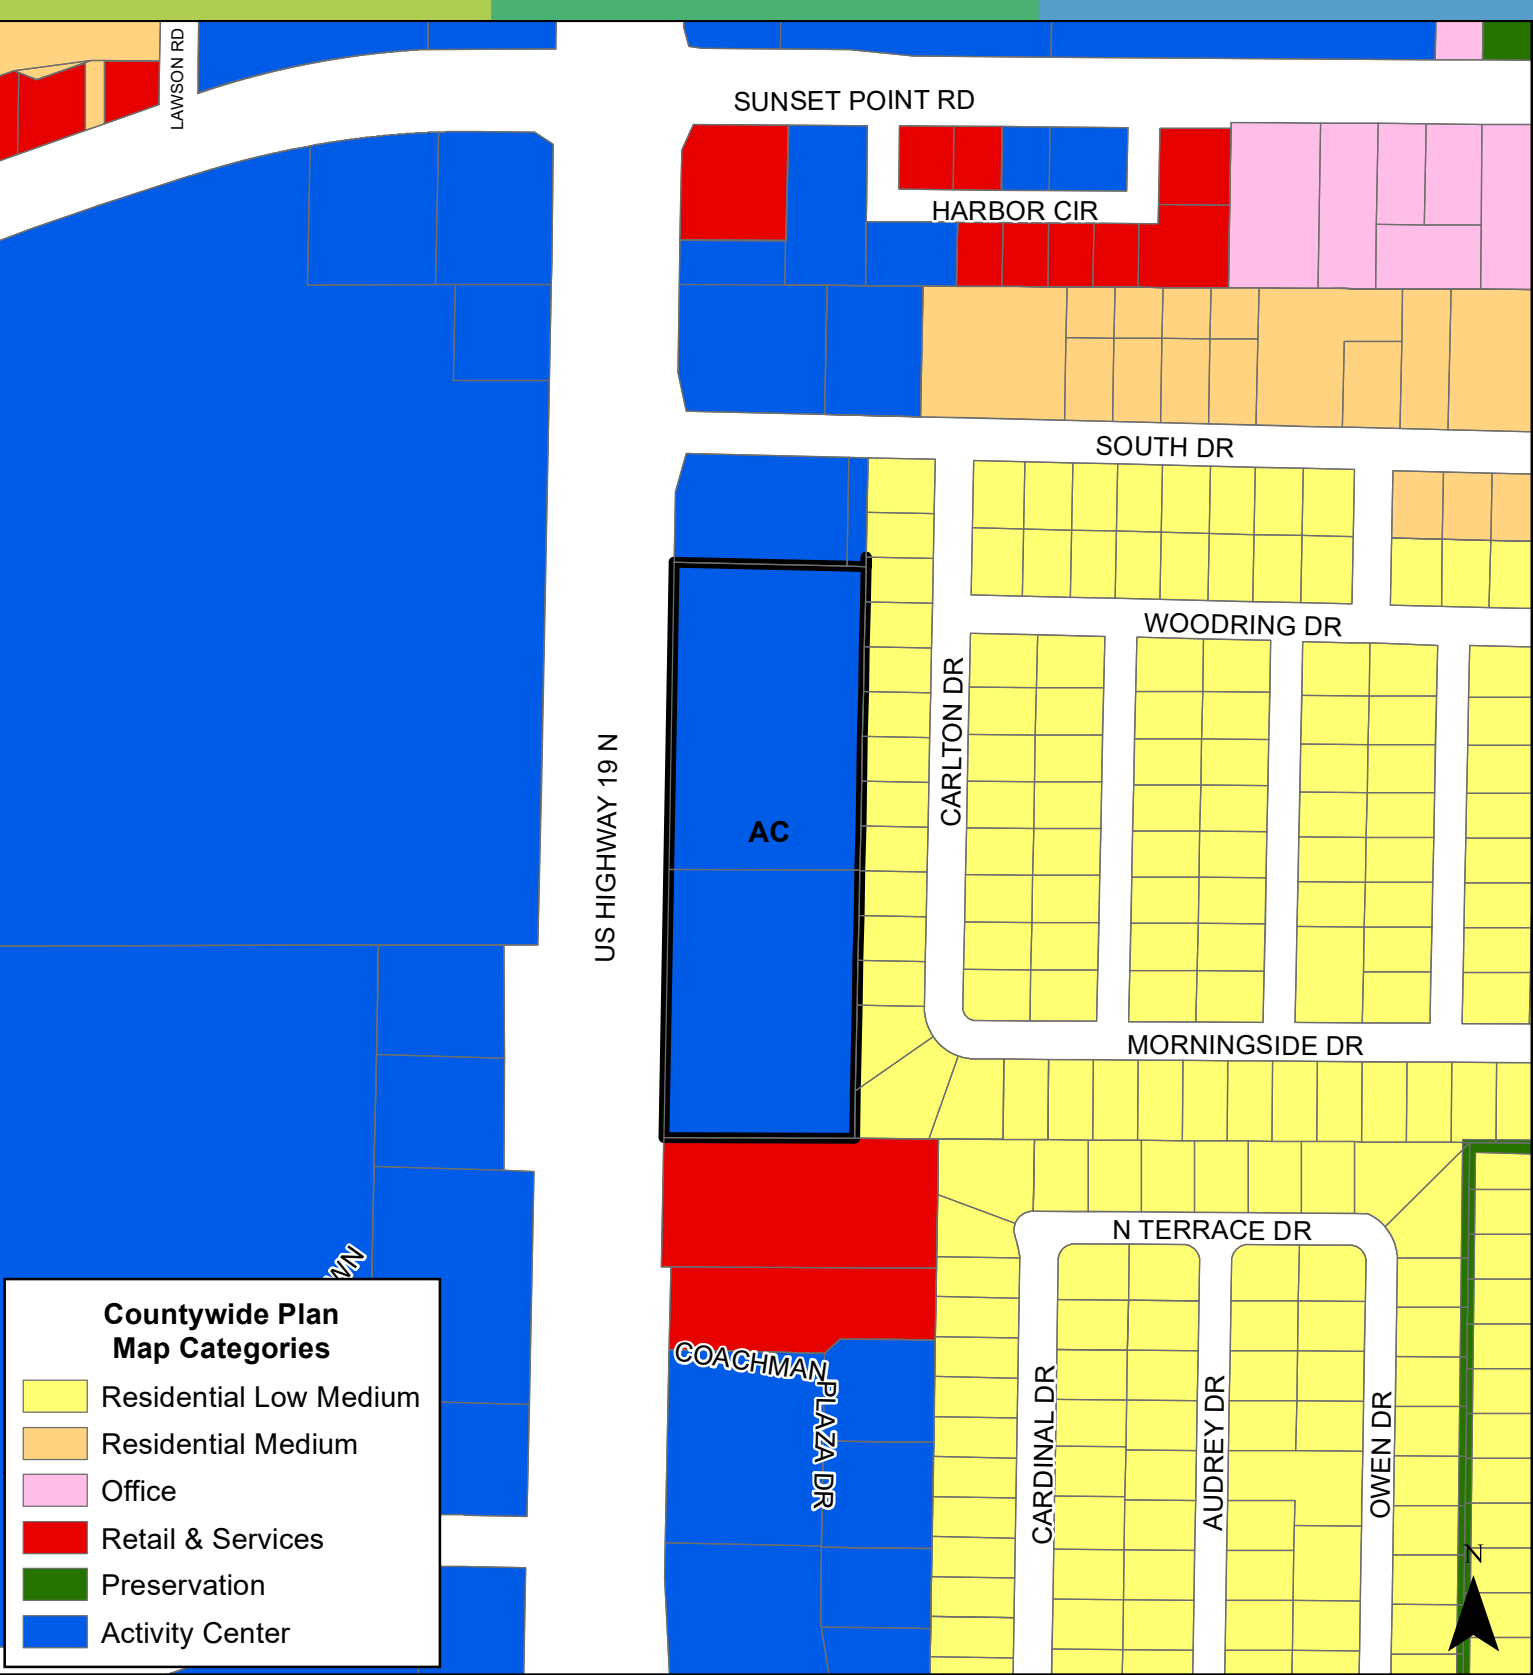 LAWSON RD
SUNSET POINT RD
HARBOR CIR
SOUTH DR
WOODRING DR
CARLTON DR
US HIGHWAY 19 N
AC
MORNINGSIDE DR
N TERRACE DR
WN
COACHMAN
PLAZA DR
CARDINAL DR
AUDREY DR
OWEN DR
Countywide Plan
Map Categories
Residential Low Medium
Residential Medium
Office
Retail & Services
Preservation
Activity Center
N